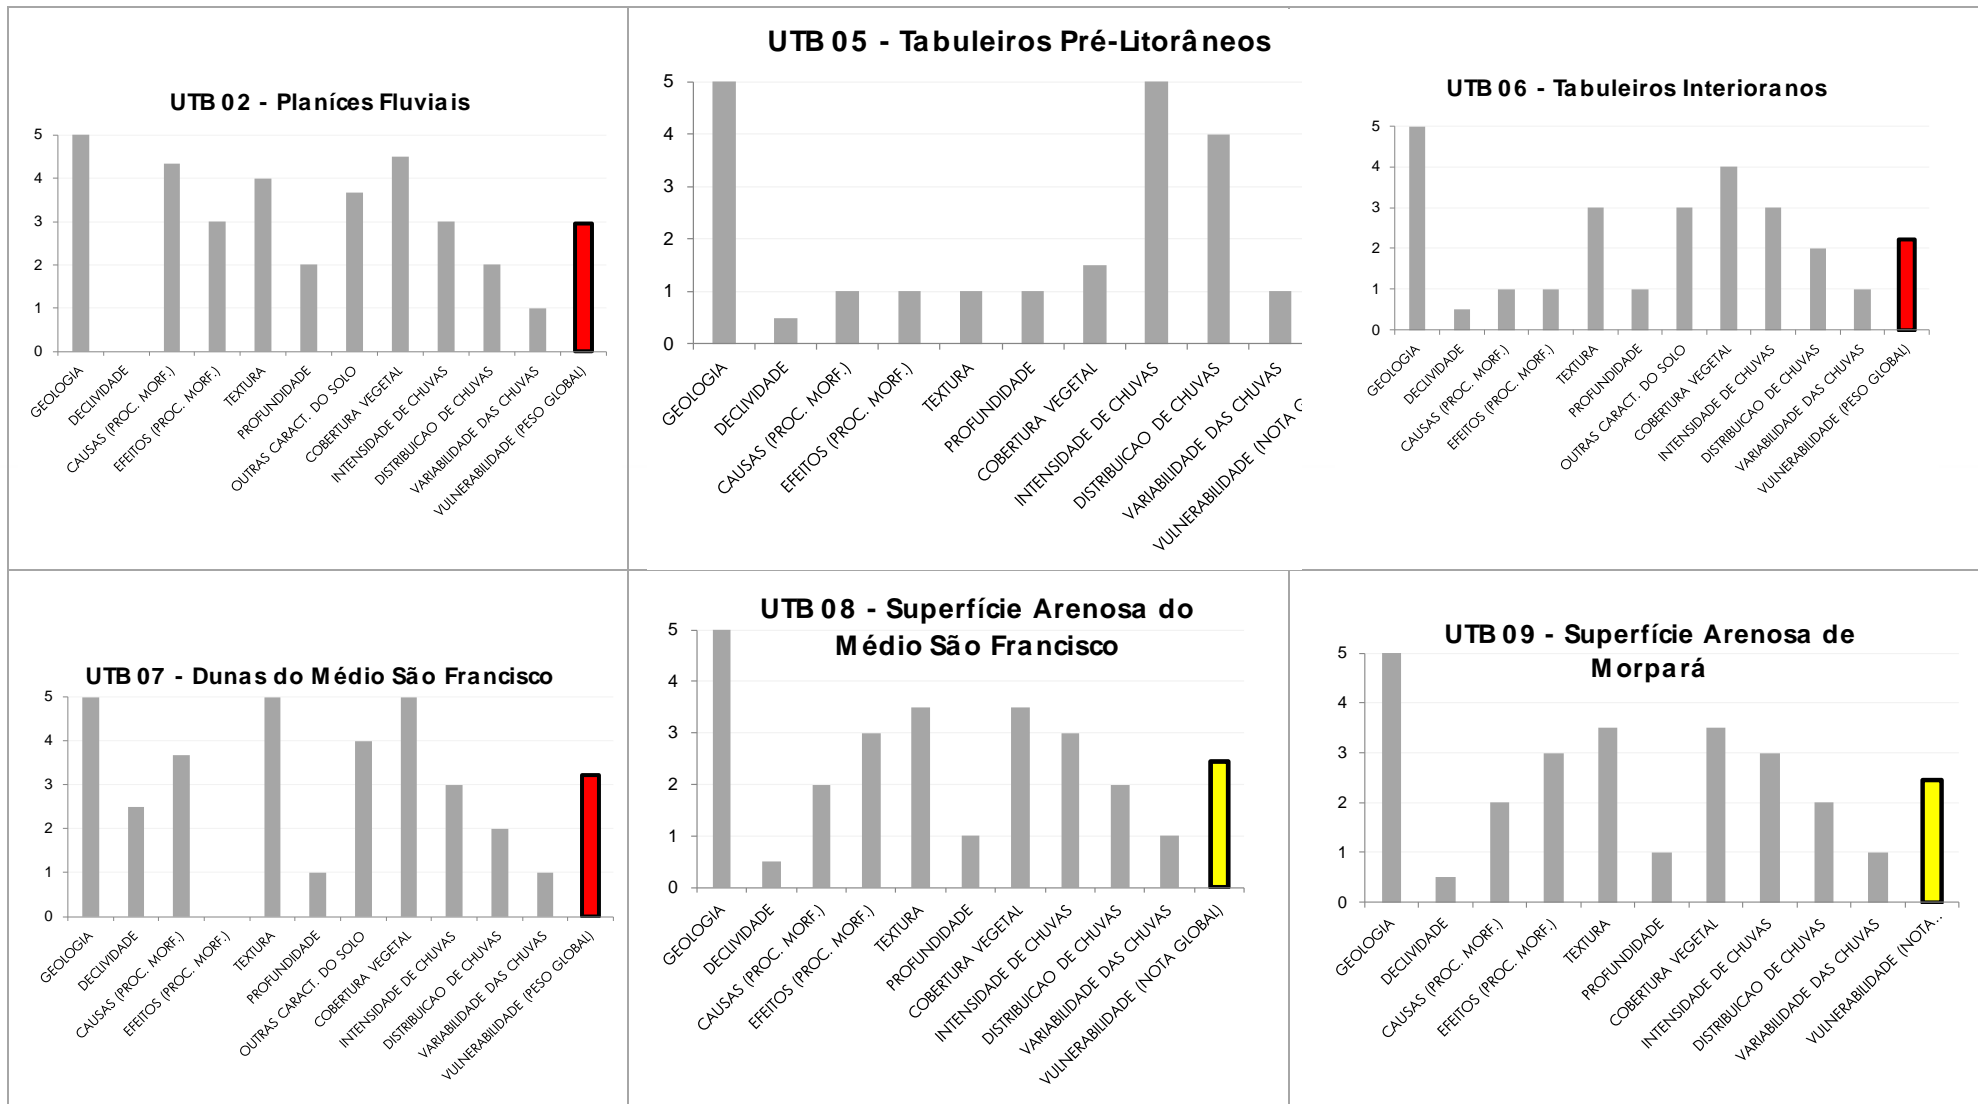 UTB 02 - Planíces Fluviais
5
4
3
2
1
0
GEOLOGIA
DECLIVIDADE
CAUSAS (PROC. MORF.)
EFEITOS (PROC. MORF.)
TEXTURA
PROFUNDIDADE
OUTRAS CARACT. DO SOLO
COBERTURA VEGETAL
INTENSIDADE DE CHUVAS
DISTRIBUICAO DE CHUVAS
VARIABILIDADE DAS CHUVAS
VULNERABILIDADE (PESO GLOBAL)
UTB 05 - Tabuleiros Pré-Litorâneos
5
4
3
2
1
0
GEOLOGIA
DECLIVIDADE
CAUSAS (PROC. MORF.)
EFEITOS (PROC. MORF.)
TEXTURA
PROFUNDIDADE
COBERTURA VEGETAL
INTENSIDADE DE CHUVAS
DISTRIBUICAO DE CHUVAS
VARIABILIDADE DAS CHUVAS
VULNERABILIDADE (NOTA G
UTB 06 - Tabuleiros Interioranos
5
4
3
2
1
0
GEOLOGIA
DECLIVIDADE
CAUSAS (PROC. MORF.)
EFEITOS (PROC. MORF.)
TEXTURA
PROFUNDIDADE
OUTRAS CARACT. DO SOLO
COBERTURA VEGETAL
INTENSIDADE DE CHUVAS
DISTRIBUICAO DE CHUVAS
VARIABILIDADE DAS CHUVAS
VULNERABILIDADE (PESO GLOBAL)
UTB 07 - Dunas do Médio São Francisco
5
4
3
2
1
0
GEOLOGIA
DECLIVIDADE
CAUSAS (PROC. MORF.)
EFEITOS (PROC. MORF.)
TEXTURA
PROFUNDIDADE
OUTRAS CARACT. DO SOLO
COBERTURA VEGETAL
INTENSIDADE DE CHUVAS
DISTRIBUICAO DE CHUVAS
VARIABILIDADE DAS CHUVAS
VULNERABILIDADE (PESO GLOBAL)
UTB 08 - Superfície Arenosa do
Médio São Francisco
5
4
3
2
1
0
GEOLOGIA
DECLIVIDADE
CAUSAS (PROC. MORF.)
EFEITOS (PROC. MORF.)
TEXTURA
PROFUNDIDADE
COBERTURA VEGETAL
INTENSIDADE DE CHUVAS
DISTRIBUICAO DE CHUVAS
VARIABILIDADE DAS CHUVAS
VULNERABILIDADE (NOTA GLOBAL)
UTB 09 - Superfície Arenosa de
Morpará
5
4
3
2
1
0
GEOLOGIA
DECLIVIDADE
CAUSAS (PROC. MORF.)
EFEITOS (PROC. MORF.)
TEXTURA
PROFUNDIDADE
COBERTURA VEGETAL
INTENSIDADE DE CHUVAS
DISTRIBUICAO DE CHUVAS
VARIABILIDADE DAS CHUVAS
VULNERABILIDADE (NOTA…